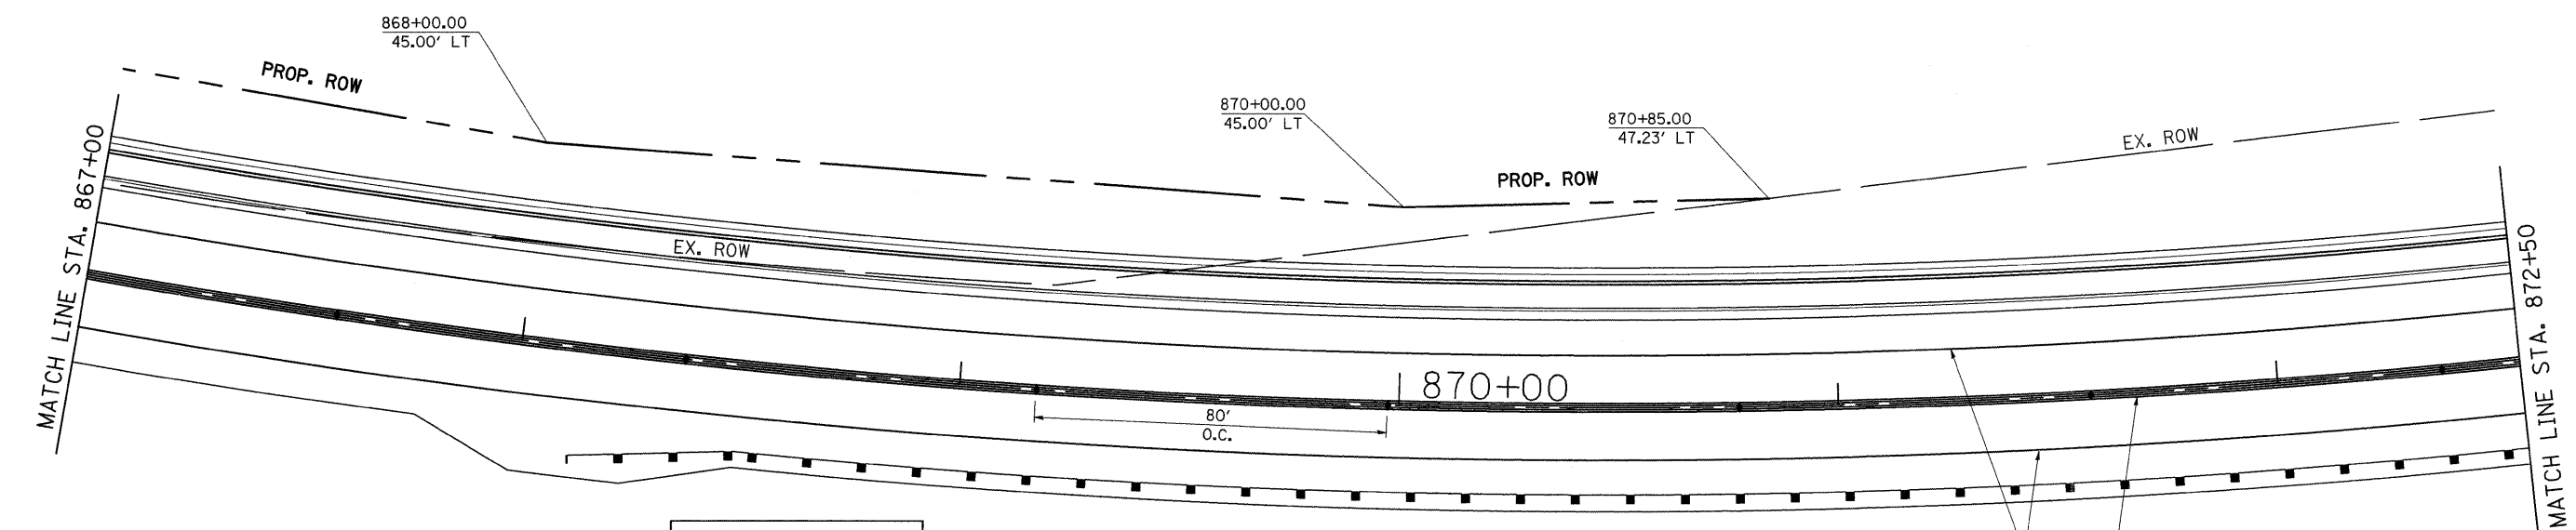 868+00.00
45.00' LT
PROP. ROW
870+00.00
45.00' LT
870+85.00
47.23' LT
PROP. ROW
EX. ROW
EX. ROW
MATCH LINE STA. 867+00
870+00
80'
O.C.
MATCH LINE STA. 872+50